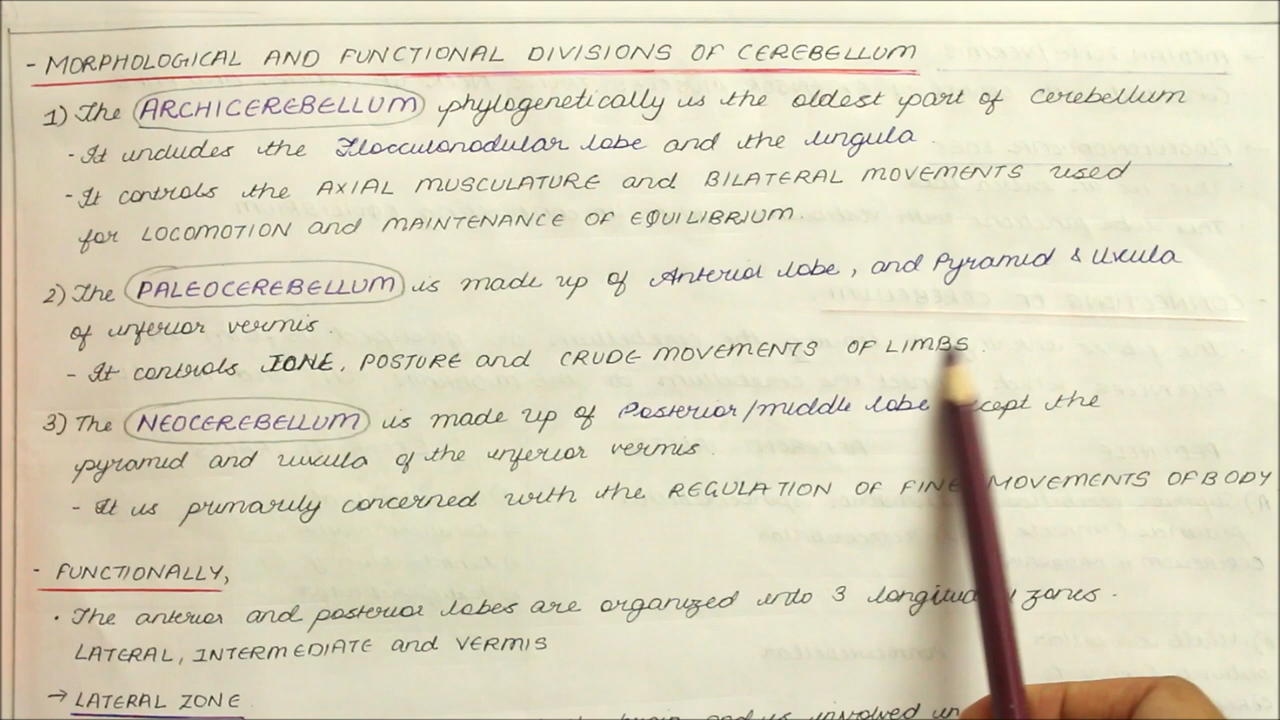 - MORPHOLOGICAL AND FUNCTIONAL DIVISIONS OF CEREBELLUM
1) The ARCHICEREBELLUM phylogenetically is the oldest part of cerebellum
- It includes the Flocculonodular lobe and the lingula
- It controls the AXIAL MUSCULATURE and BILATERAL MOVEMENTS used
for LOCOMOTION and MAINTENANCE OF EQUILIBRIUM.
2) The PALEOCEREBELLUM is made up of Anterior lobe, and Pyramid & Uvula
of inferior vermis.
- It controls TONE, POSTURE and CRUDE MOVEMENTS OF LIMBS.
3) The NEOCEREBELLUM is made up of Posterior/middle lobe the
pyramid and uvula of the inferior vermis.
- It is primarily concerned with the REGULATION OF FINE MOVEMENTS OF BODY
- FUNCTIONALLY,
• The anterior and posterior lobes are organized into 3 longitudinal zones.
LATERAL, INTERMEDIATE and VERMIS
→ LATERAL ZONE
and is involved in